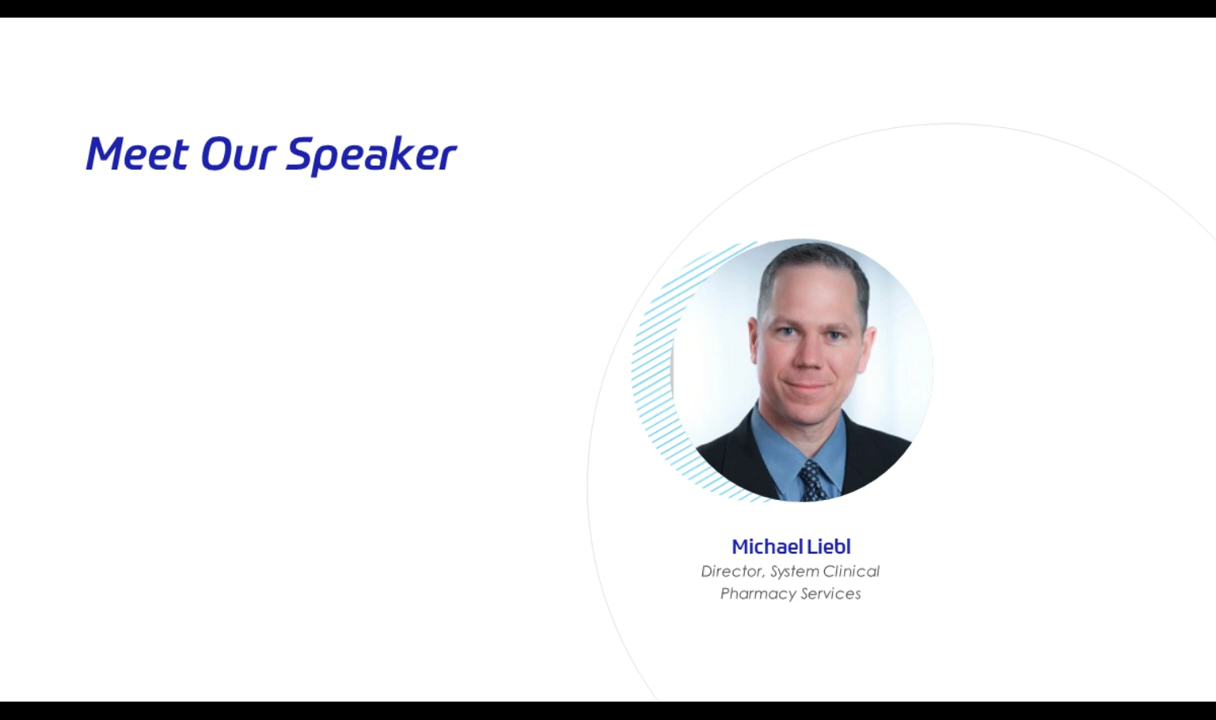 Meet Our Speaker
Michael Liebl
Director, System Clinical
Pharmacy Services